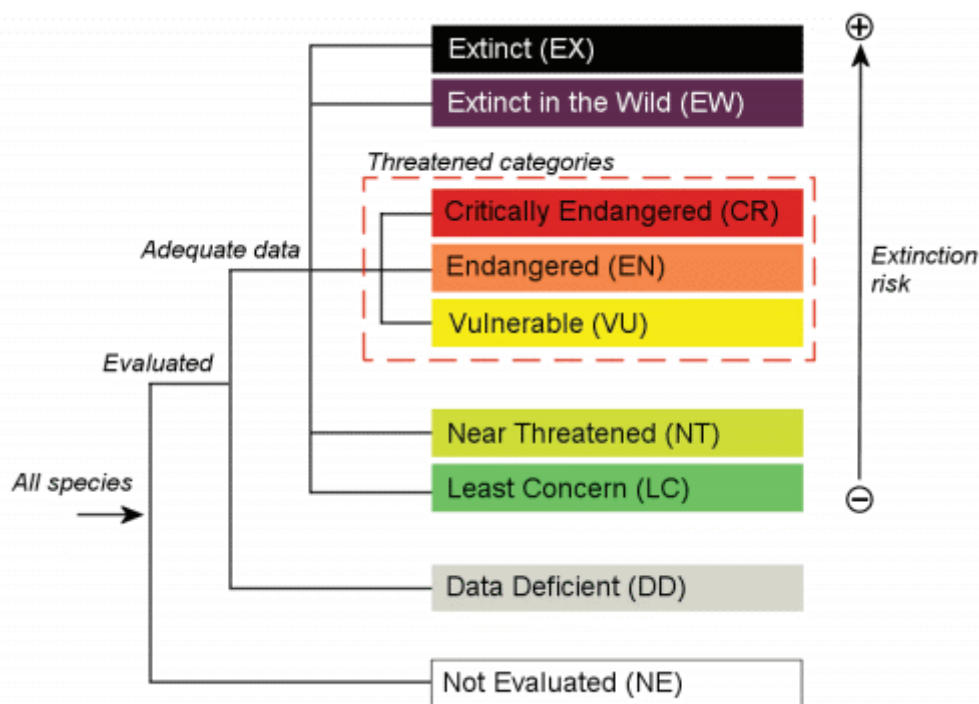 Extinct (EX)
Extinct in the Wild (EW)
Threatened categories
Critically Endangered (CR)
Adequate data
Endangered (EN)
Extinction
risk
Vulnerable (VU)
Evaluated
Near Threatened (NT)
All species
Least Concern (LC)
Data Deficient (DD)
Not Evaluated (NE)